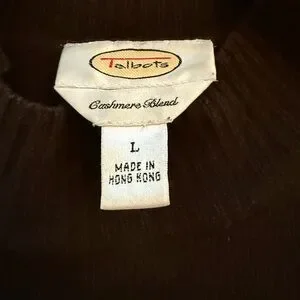 Talbots
Cashmere Blend
L
MADE IN
HONG KONG